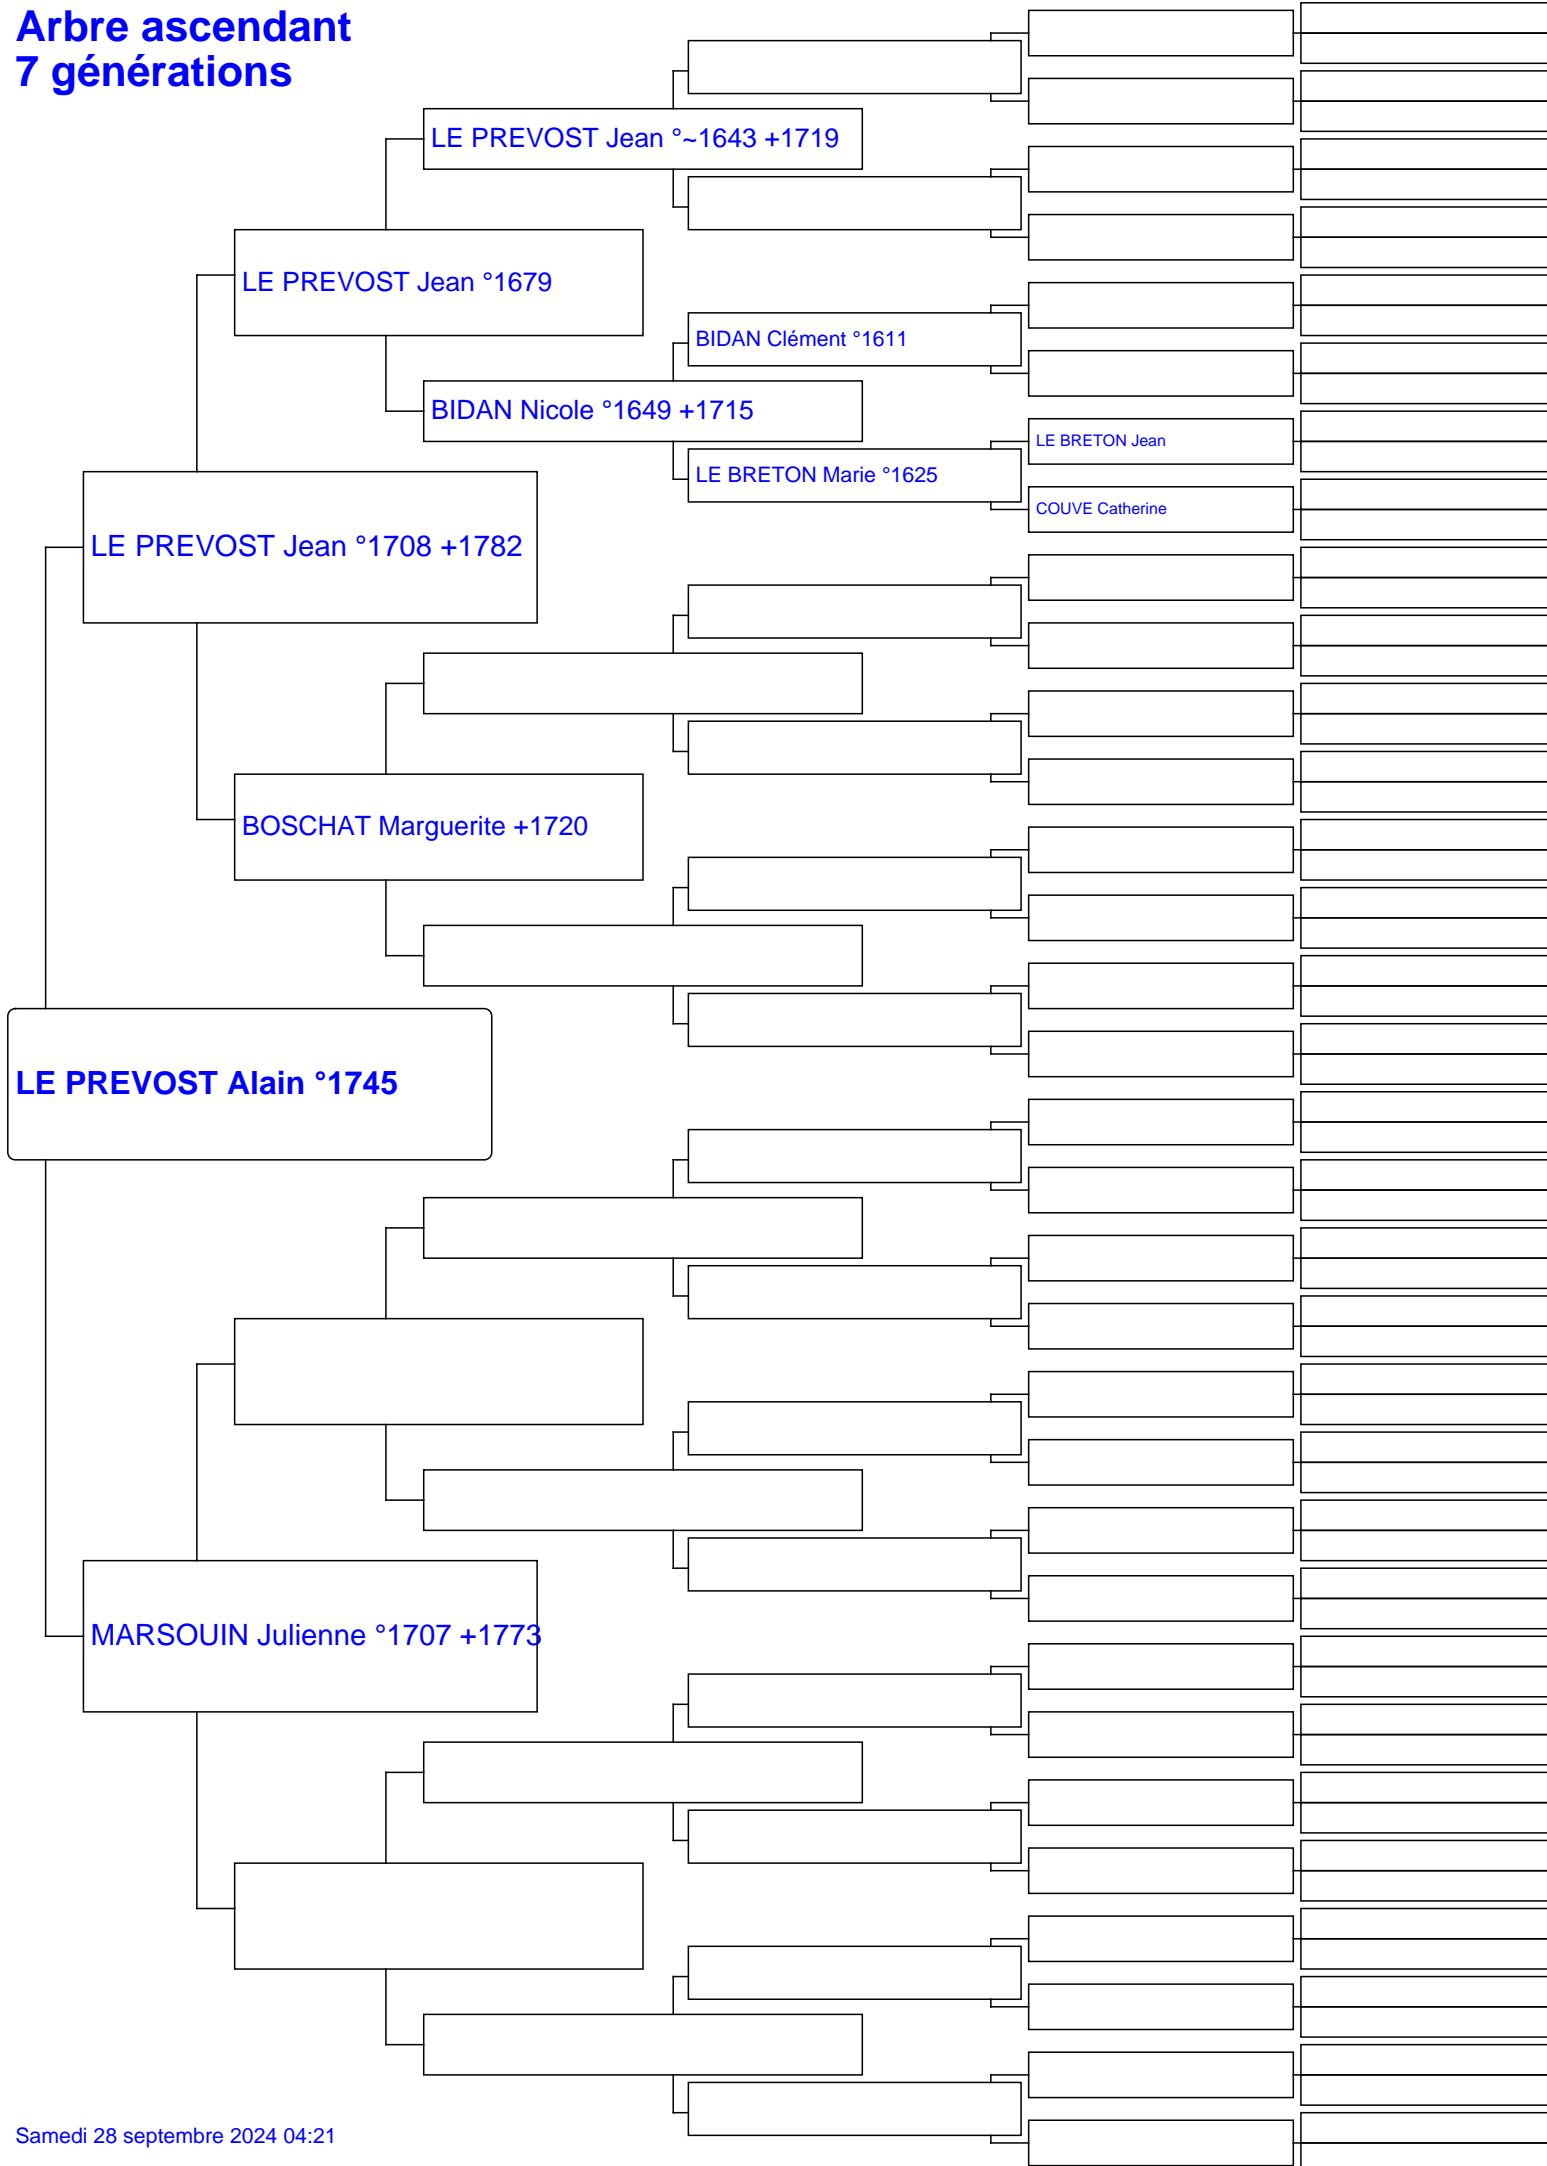 Arbre ascendant
7 générations
LE PREVOST Jean °~1643 +1719
LE PREVOST Jean °1679
BIDAN Clément °1611
BIDAN Nicole °1649 +1715
LE BRETON Jean
LE BRETON Marie °1625
COUVE Catherine
LE PREVOST Jean °1708 +1782
BOSCHAT Marguerite +1720
LE PREVOST Alain °1745
MARSOUIN Julienne °1707 +1773
Samedi 28 septembre 2024 04:21